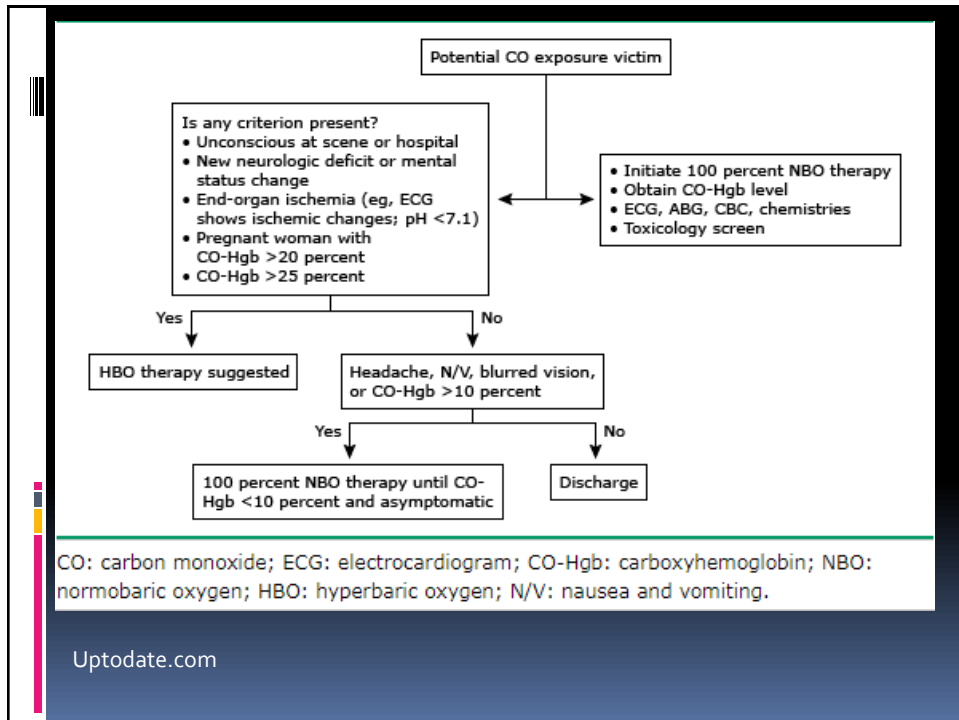 Potential CO exposure victim
Is any criterion present?
• Unconscious at scene or hospital
• New neurologic deficit or mental
status change
• End-organ ischemia (eg, ECG
shows ischemic changes; pH <7.1)
• Pregnant woman with
CO-Hgb >20 percent
• CO-Hgb >25 percent
• Initiate 100 percent NBO therapy
• Obtain CO-Hgb level
• ECG, ABG, CBC, chemistries
• Toxicology screen
Yes
No
HBO therapy suggested
Headache, N/V, blurred vision,
or CO-Hgb >10 percent
Yes
No
100 percent NBO therapy until CO-
Hgb <10 percent and asymptomatic
Discharge
CO: carbon monoxide; ECG: electrocardiogram; CO-Hgb: carboxyhemoglobin; NBO:
normobaric oxygen; HBO: hyperbaric oxygen; N/V: nausea and vomiting.
Uptodate.com